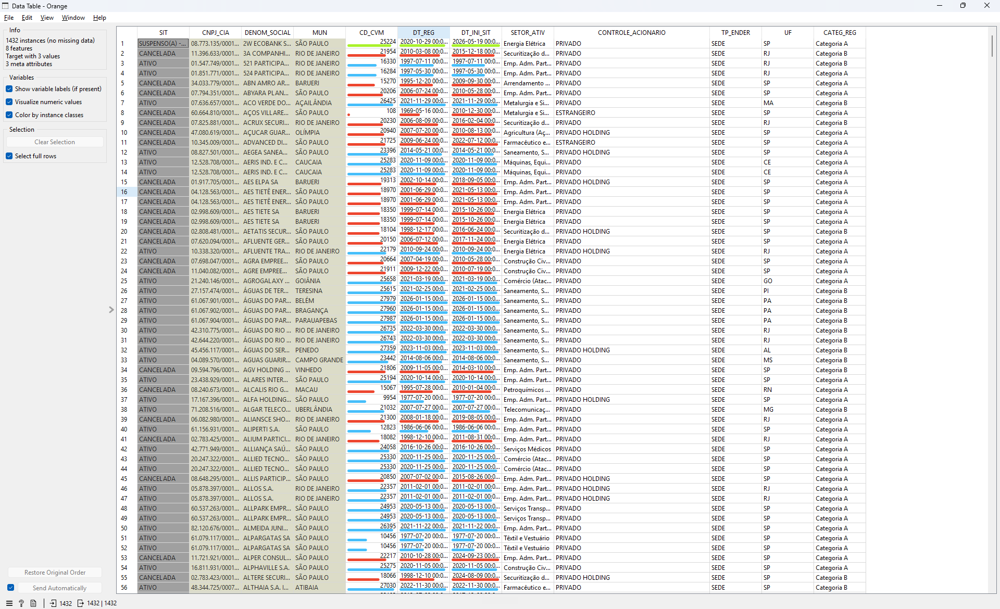 Data Table - Orange
File Edit View Window Help
Info
1432 instances (no missing data)
8 features
Target with 3 values
3 meta attributes
Variables
Show variable labels (if present)
Visualize numeric values
Color by instance classes
Selection
Clear Selection
Select full rows
SIT CNPJ_CIA DENOM_SOCIAL MUN CD_CVM DT_REG DT_INI_SIT SETOR_ATIV CONTROLE_ACIONARIO TP_ENDER UF CATEG_REG
1 SUSPENSO(A) -... 08.773.135/0001... 2W ECOBANK S... SÃO PAULO 25224 2020-10-29 00:0... 2026-05-19 00:0... Energia Elétrica PRIVADO SEDE SP Categoria A
2 CANCELADA 11.396.633/0001... 3A COMPANHI... RIO DE JANEIRO 21954 2010-03-08 00:0... 2015-12-18 00:0... Securitização d... PRIVADO SEDE RJ Categoria B
3 ATIVO 01.547.749/0001... 521 PARTICIPA... RIO DE JANEIRO 16330 1997-07-11 00:0... 1997-07-11 00:0... Emp. Adm. Part... PRIVADO SEDE RJ Categoria B
4 ATIVO 01.851.771/0001... 524 PARTICIPA... RIO DE JANEIRO 16284 1997-05-30 00:0... 1997-05-30 00:0... Emp. Adm. Part... PRIVADO SEDE RJ Categoria A
5 CANCELADA 34.033.779/0001... ABN AMRO AR... BARUERI 15270 1995-12-20 00:0... 2009-09-30 00:0... Arrendamento ... PRIVADO SEDE SP Categoria A
6 CANCELADA 07.794.351/0001... ABYARA PLAN... SÃO PAULO 20206 2006-07-24 00:0... 2010-05-28 00:0... Emp. Adm. Part... PRIVADO SEDE SP Categoria A
7 ATIVO 07.636.657/0001... ACO VERDE DO... AÇAILÂNDIA 26425 2021-11-29 00:0... 2021-11-29 00:0... Metalurgia e Si... PRIVADO SEDE MA Categoria B
8 CANCELADA 60.664.810/0001... AÇOS VILLARE... SÃO PAULO 108 1969-05-16 00:0... 2010-12-30 00:0... Metalurgia e Si... ESTRANGEIRO SEDE SP Categoria A
9 CANCELADA 07.825.881/0001... ACRUX SECURI... RIO DE JANEIRO 20230 2006-08-09 00:0... 2016-02-04 00:0... Securitização d... PRIVADO SEDE RJ Categoria B
10 CANCELADA 47.080.619/0001... AÇUCAR GUAR... OLÍMPIA 20940 2007-07-20 00:0... 2010-08-13 00:0... Agricultura (Aç... PRIVADO HOLDING SEDE SP Categoria A
11 CANCELADA 10.345.009/0001... ADVANCED DI... SÃO PAULO 21725 2009-06-24 00:0... 2022-07-12 00:0... Farmacêutico e... ESTRANGEIRO SEDE SP Categoria A
12 ATIVO 08.827.501/0001... AEGEA SANEA... SÃO PAULO 23396 2014-05-21 00:0... 2014-05-21 00:0... Saneamento, S... PRIVADO HOLDING SEDE SP Categoria A
13 ATIVO 12.528.708/0001... AERIS IND. E C... CAUCAIA 25283 2020-11-09 00:0... 2020-11-09 00:0... Máquinas, Equi... PRIVADO SEDE CE Categoria A
14 ATIVO 12.528.708/0001... AERIS IND. E C... CAUCAIA 25283 2020-11-09 00:0... 2020-11-09 00:0... Máquinas, Equi... PRIVADO SEDE CE Categoria A
15 CANCELADA 01.917.705/0001... AES ELPA SA BARUERI 19313 2002-10-14 00:0... 2018-09-05 00:0... Emp. Adm. Part... PRIVADO HOLDING SEDE SP Categoria A
16 CANCELADA 04.128.563/0001... AES TIETÊ ENER... SÃO PAULO 18970 2001-06-29 00:0... 2021-05-13 00:0... Emp. Adm. Part... PRIVADO SEDE SP Categoria A
17 CANCELADA 04.128.563/0001... AES TIETÊ ENER... SÃO PAULO 18970 2001-06-29 00:0... 2021-05-13 00:0... Emp. Adm. Part... PRIVADO SEDE SP Categoria A
18 CANCELADA 02.998.609/0001... AES TIETE SA BARUERI 18350 1999-07-14 00:0... 2015-10-26 00:0... Energia Elétrica PRIVADO SEDE SP Categoria A
19 CANCELADA 02.998.609/0001... AES TIETE SA BARUERI 18350 1999-07-14 00:0... 2015-10-26 00:0... Energia Elétrica PRIVADO SEDE SP Categoria A
20 CANCELADA 02.808.481/0001... AETATIS SECUR... SÃO PAULO 18104 1998-12-17 00:0... 2016-06-24 00:0... Securitização d... PRIVADO HOLDING SEDE SP Categoria B
21 CANCELADA 07.620.094/0001... AFLUENTE GER... SÃO PAULO 20150 2006-07-12 00:0... 2017-11-24 00:0... Energia Elétrica PRIVADO SEDE SP Categoria A
22 ATIVO 10.338.320/0001... AFLUENTE TRA... RIO DE JANEIRO 22179 2010-09-24 00:0... 2010-09-24 00:0... Energia Elétrica PRIVADO HOLDING SEDE RJ Categoria A
23 CANCELADA 07.698.047/0001... AGRA EMPREE... SÃO PAULO 20664 2007-04-19 00:0... 2010-05-28 00:0... Construção Civ... PRIVADO SEDE SP Categoria A
24 CANCELADA 11.040.082/0001... AGRE EMPREE... SÃO PAULO 21911 2009-12-22 00:0... 2010-07-19 00:0... Construção Civ... PRIVADO SEDE SP Categoria A
25 ATIVO 21.240.146/0001... AGROGALAXY ... GOIÂNIA 25658 2021-03-19 00:0... 2021-03-19 00:0... Comércio (Atac... PRIVADO SEDE GO Categoria A
26 ATIVO 27.157.474/0001... ÁGUAS DE TER... TERESINA 25615 2021-02-25 00:0... 2021-02-25 00:0... Saneamento, S... PRIVADO SEDE PI Categoria B
27 ATIVO 61.067.901/0001... ÁGUAS DO PAR... BELÉM 27979 2026-01-15 00:0... 2026-01-15 00:0... Saneamento, S... PRIVADO SEDE PA Categoria B
28 ATIVO 61.067.902/0001... ÁGUAS DO PAR... BRAGANÇA 27960 2026-01-15 00:0... 2026-01-15 00:0... Saneamento, S... PRIVADO SEDE PA Categoria B
29 ATIVO 61.067.904/0001... ÁGUAS DO PAR... PARAUAPEBAS 27987 2026-01-15 00:0... 2026-01-15 00:0... Saneamento, S... PRIVADO SEDE PA Categoria B
30 ATIVO 42.310.775/0001... ÁGUAS DO RIO ... RIO DE JANEIRO 26735 2022-03-30 00:0... 2022-03-30 00:0... Saneamento, S... PRIVADO SEDE RJ Categoria B
31 ATIVO 42.644.220/0001... ÁGUAS DO RIO ... RIO DE JANEIRO 26743 2022-03-30 00:0... 2022-03-30 00:0... Saneamento, S... PRIVADO SEDE RJ Categoria B
32 ATIVO 45.456.117/0001... ÁGUAS DO SER... PENEDO 27359 2023-11-03 00:0... 2023-11-03 00:0... Saneamento, S... PRIVADO HOLDING SEDE AL Categoria B
33 ATIVO 04.089.570/0001... AGUAS GUARIR... CAMPO GRANDE 23442 2014-08-06 00:0... 2014-08-06 00:0... Saneamento, S... PRIVADO SEDE MS Categoria B
34 CANCELADA 09.594.796/0001... AGV HOLDING ... VINHEDO 21806 2009-11-05 00:0... 2014-03-10 00:0... Emp. Adm. Part... PRIVADO SEDE SP Categoria B
35 ATIVO 23.438.929/0001... ALARES INTER... SÃO PAULO 25194 2020-10-14 00:0... 2020-10-14 00:0... Emp. Adm. Part... PRIVADO SEDE SP Categoria A
36 CANCELADA 08.240.673/0001... ALCALIS RIO G... MACAU 15067 1995-07-28 00:0... 2010-01-04 00:0... Petroquímicos ... PRIVADO SEDE RN Categoria A
37 ATIVO 17.167.396/0001... ALFA HOLDING... SÃO PAULO 9954 1977-07-20 00:0... 1977-07-20 00:0... Emp. Adm. Part... PRIVADO HOLDING SEDE SP Categoria A
38 ATIVO 71.208.516/0001... ALGAR TELECO... UBERLÂNDIA 21032 2007-07-27 00:0... 2007-07-27 00:0... Telecomunicaç... PRIVADO SEDE MG Categoria B
39 CANCELADA 06.082.980/0001... ALIANSCE SHO... RIO DE JANEIRO 21300 2008-01-18 00:0... 2019-08-05 00:0... Emp. Adm. Part... PRIVADO SEDE RJ Categoria A
40 ATIVO 61.156.931/0001... ALIPERTI S.A. SÃO PAULO 12823 1986-06-06 00:0... 1986-06-06 00:0... Emp. Adm. Part... PRIVADO SEDE SP Categoria A
41 CANCELADA 02.783.425/0001... ALIUM PARTICI... RIO DE JANEIRO 18082 1998-12-10 00:0... 2011-08-31 00:0... Emp. Adm. Part... PRIVADO SEDE RJ Categoria A
42 ATIVO 42.771.949/0001... ALLIANÇA SAÚ... SÃO PAULO 24058 2016-10-26 00:0... 2016-10-26 00:0... Serviços Médicos PRIVADO SEDE SP Categoria A
43 ATIVO 20.247.322/0001... ALLIED TECNO... SÃO PAULO 25330 2020-11-25 00:0... 2020-11-25 00:0... Comércio (Atac... PRIVADO SEDE SP Categoria A
44 ATIVO 20.247.322/0001... ALLIED TECNO... SÃO PAULO 25330 2020-11-25 00:0... 2020-11-25 00:0... Comércio (Atac... PRIVADO SEDE SP Categoria A
45 CANCELADA 08.648.295/0001... ALLIS PARTICIP... SÃO PAULO 20850 2007-07-02 00:0... 2015-08-26 00:0... Emp. Adm. Part... PRIVADO HOLDING SEDE SP Categoria A
46 ATIVO 05.878.397/0001... ALLOS S.A. RIO DE JANEIRO 22357 2011-02-01 00:0... 2011-02-01 00:0... Emp. Adm. Part... PRIVADO HOLDING SEDE RJ Categoria A
47 ATIVO 05.878.397/0001... ALLOS S.A. RIO DE JANEIRO 22357 2011-02-01 00:0... 2011-02-01 00:0... Emp. Adm. Part... PRIVADO HOLDING SEDE RJ Categoria A
48 ATIVO 60.537.263/0001... ALLPARK EMPR... SÃO PAULO 24953 2020-05-13 00:0... 2020-05-13 00:0... Serviços Transp... PRIVADO SEDE SP Categoria A
49 ATIVO 60.537.263/0001... ALLPARK EMPR... SÃO PAULO 24953 2020-05-13 00:0... 2020-05-13 00:0... Serviços Transp... PRIVADO SEDE SP Categoria A
50 ATIVO 82.120.676/0001... ALMEIDA JUNI... SÃO PAULO 26395 2021-11-22 00:0... 2021-11-22 00:0... Emp. Adm. Part... PRIVADO SEDE SP Categoria A
51 ATIVO 61.079.117/0001... ALPARGATAS SA SÃO PAULO 10456 1977-07-20 00:0... 1977-07-20 00:0... Têxtil e Vestuário PRIVADO SEDE SP Categoria A
52 ATIVO 61.079.117/0001... ALPARGATAS SA SÃO PAULO 10456 1977-07-20 00:0... 1977-07-20 00:0... Têxtil e Vestuário PRIVADO SEDE SP Categoria A
53 CANCELADA 11.721.921/0001... ALPER CONSUL... SÃO PAULO 22217 2010-10-28 00:0... 2024-09-23 00:0... Emp. Adm. Part... PRIVADO SEDE SP Categoria A
54 ATIVO 16.811.931/0001... ALPHAVILLE S.A. SÃO PAULO 25275 2020-11-05 00:0... 2020-11-05 00:0... Construção Civ... PRIVADO SEDE SP Categoria A
55 CANCELADA 02.783.423/0001... ALTERE SECURI... SÃO PAULO 18066 1998-12-10 00:0... 2024-08-09 00:0... Securitização d... PRIVADO HOLDING SEDE SP Categoria B
56 ATIVO 48.344.725/0007... ALTHAIA S.A. I... ATIBAIA 27030 2022-11-30 00:0... 2022-11-30 00:0... Farmacêutico e... PRIVADO SEDE SP Categoria B
Restore Original Order
Send Automatically
1432 1432 | 1432